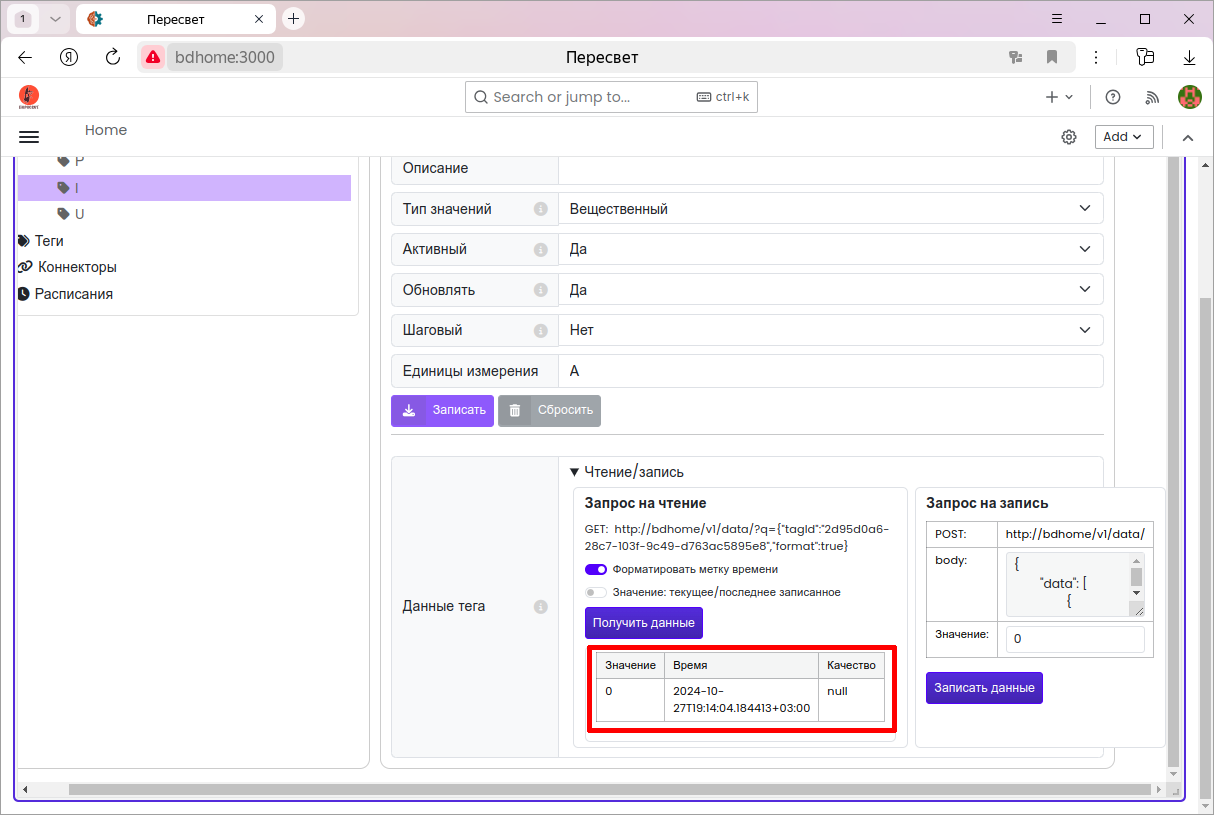 1
Пересвет
bdhome:3000
Пересвет
Search or jump to...
ctrl+k
Home
Add
P
I
U
Теги
Коннекторы
Расписания
Описание
Тип значений
Вещественный
Активный
Да
Обновлять
Да
Шаговый
Нет
Единицы измерения
А
Записать
Сбросить
Данные тега
▼ Чтение/запись
Запрос на чтение
GET: http://bdhome/v1/data/?q={"tagId":"2d95d0a6-
28c7-103f-9c49-d763ac5895e8","format":true}
Форматировать метку времени
Значение: текущее/последнее записанное
Получить данные
Значение
Время
Качество
0
2024-10-
27T19:14:04.184413+03:00
null
Запрос на запись
POST:
http://bdhome/v1/data/
body:
{
"data": [
{
Значение:
0
Записать данные